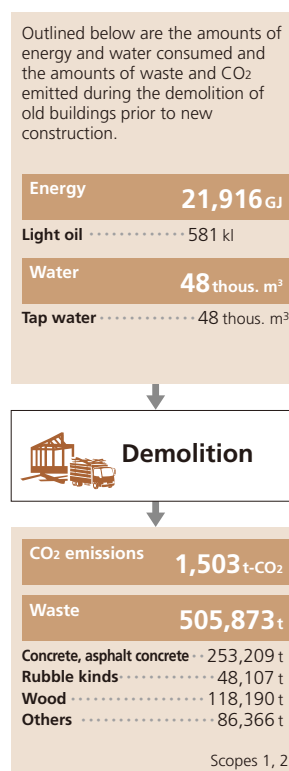 Outlined below are the amounts of
energy and water consumed and
the amounts of waste and CO2
emitted during the demolition of
old buildings prior to new
construction.
Energy
21,916 GJ
Light oil ············ 581 kl
Water
48 thous. m³
Tap water ············· 48 thous. m³
Demolition
CO2 emissions
1,503 t-CO2
Waste
505,873 t
Concrete, asphalt concrete ·· 253,209 t
Rubble kinds ············ 48,107 t
Wood ·················· 118,190 t
Others ················· 86,366 t
Scopes 1, 2